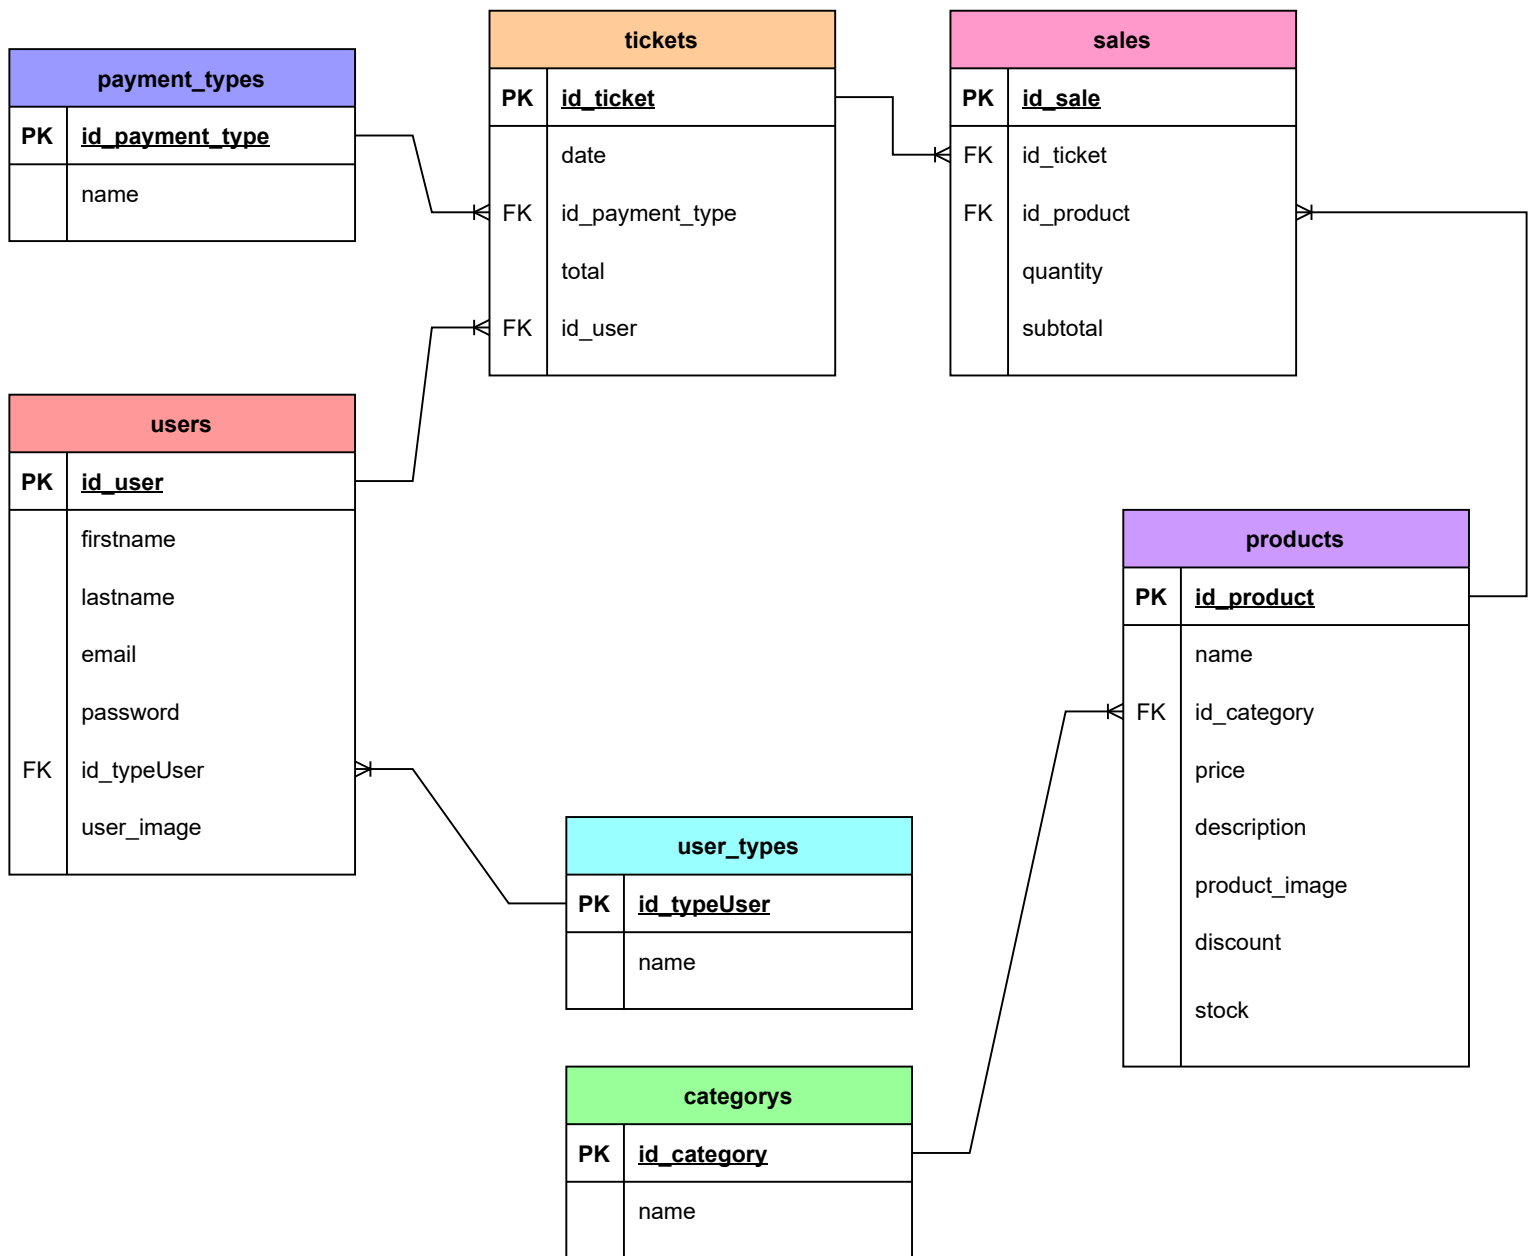 payment_types
PK id_payment_type
name
tickets
PK id_ticket
date
FK id_payment_type
total
FK id_user
sales
PK id_sale
FK id_ticket
FK id_product
quantity
subtotal
users
PK id_user
firstname
lastname
email
password
FK id_typeUser
user_image
products
PK id_product
name
FK id_category
price
description
product_image
discount
stock
user_types
PK id_typeUser
name
categorys
PK id_category
name